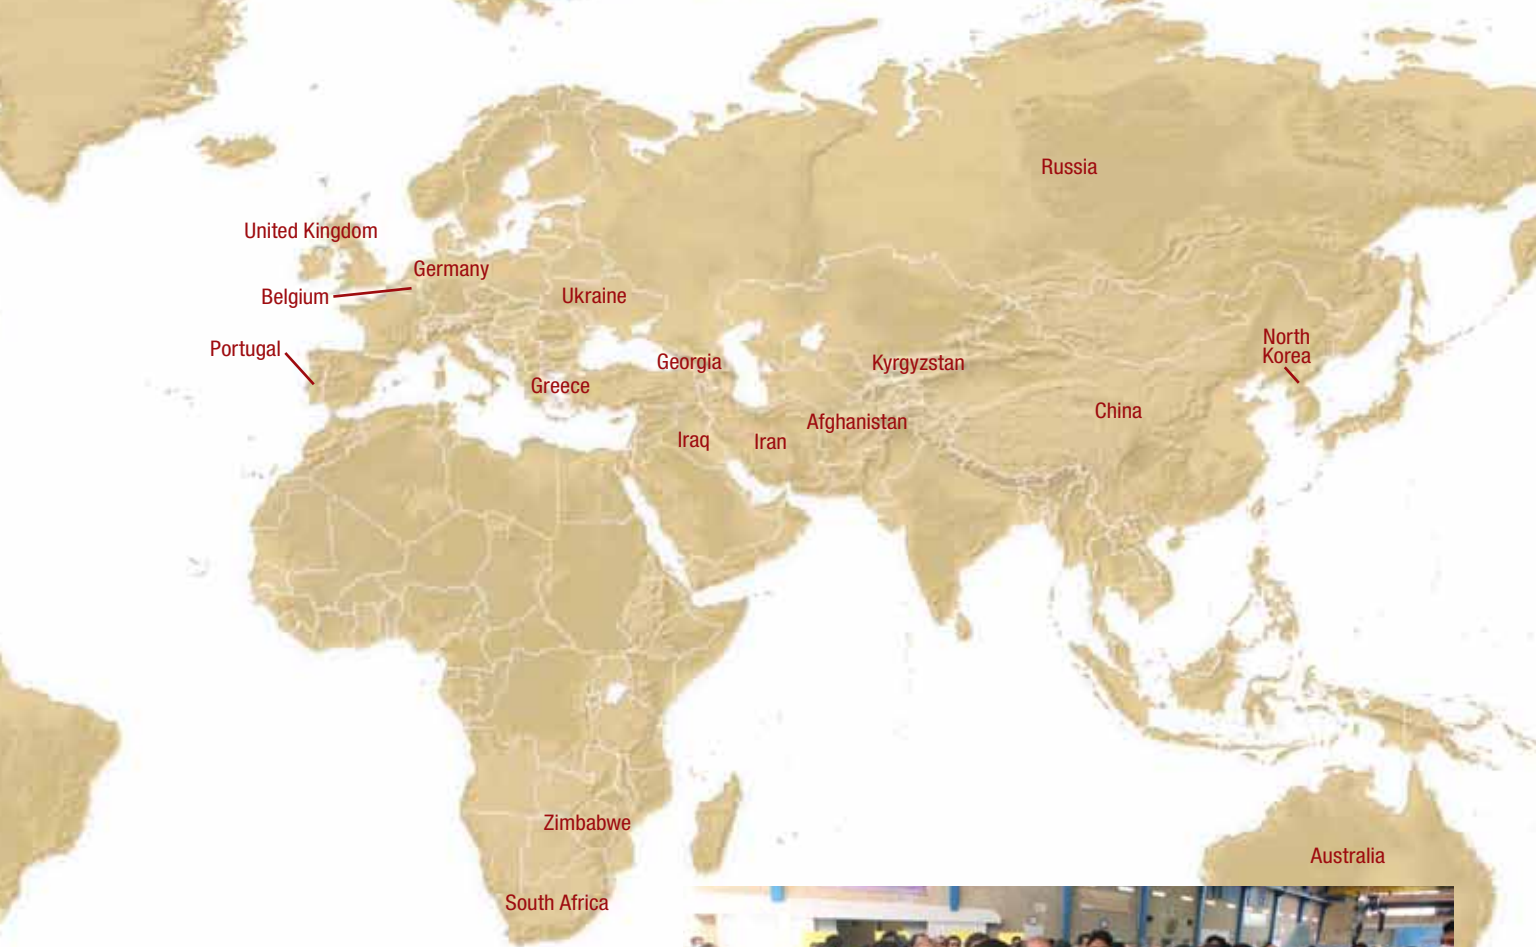 Russia
United Kingdom
Germany
Belgium
Ukraine
Portugal
Georgia
Kyrgyzstan
North
Korea
Greece
Afghanistan
China
Iraq
Iran
Zimbabwe
Australia
South Africa